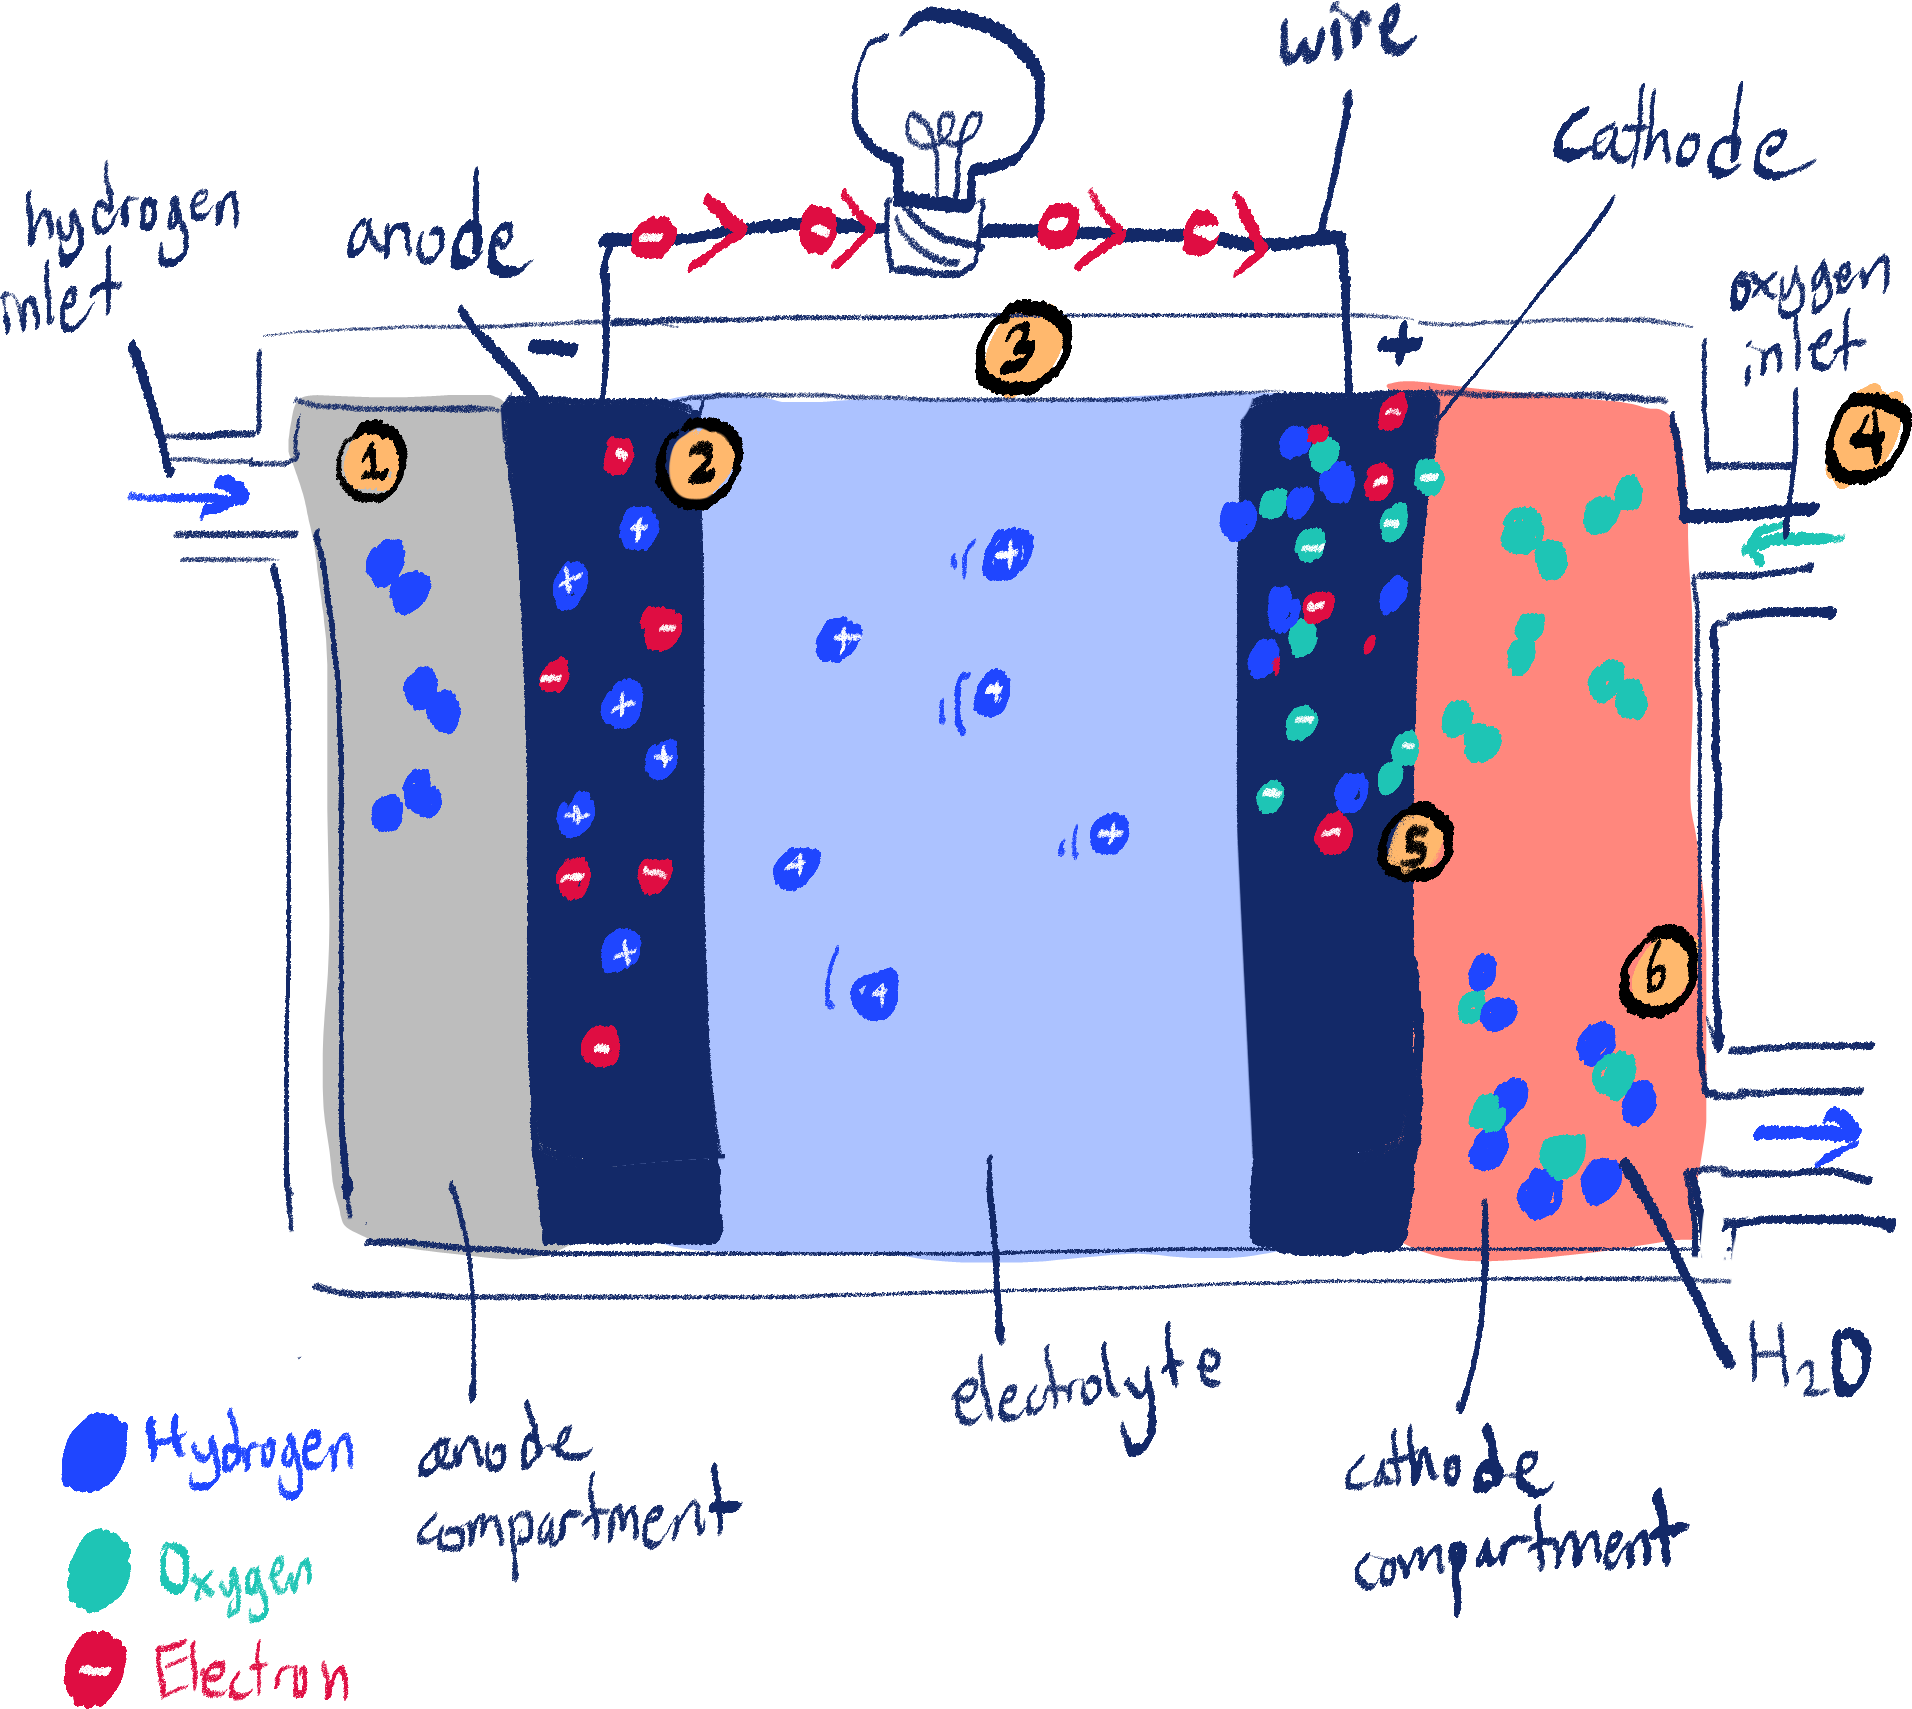 wire
cathode
hydrogen
inlet
anode
oxygen
inlet
-
+
3
4
1
2
5
6
electrolyte
H2O
Hydrogen
anode
compartment
cathode
compartment
Oxygen
Electron